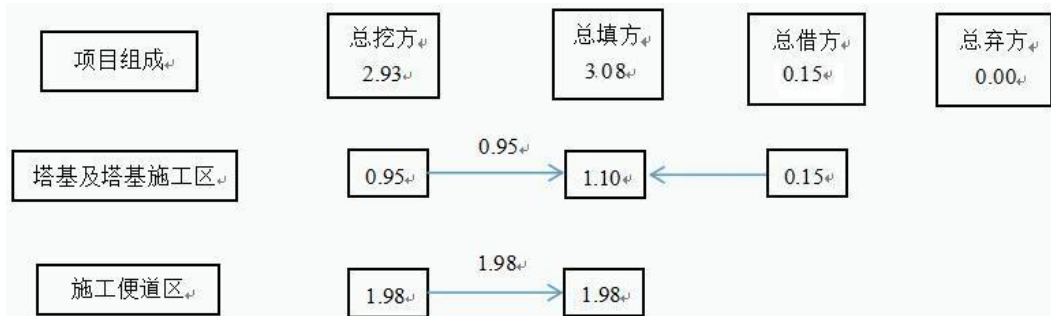 项目组成
总挖方
2.93
总填方
3.08
总借方
0.15
总弃方
0.00
塔基及塔基施工区
0.95
0.95
1.10
0.15
施工便道区
1.98
1.98
1.98